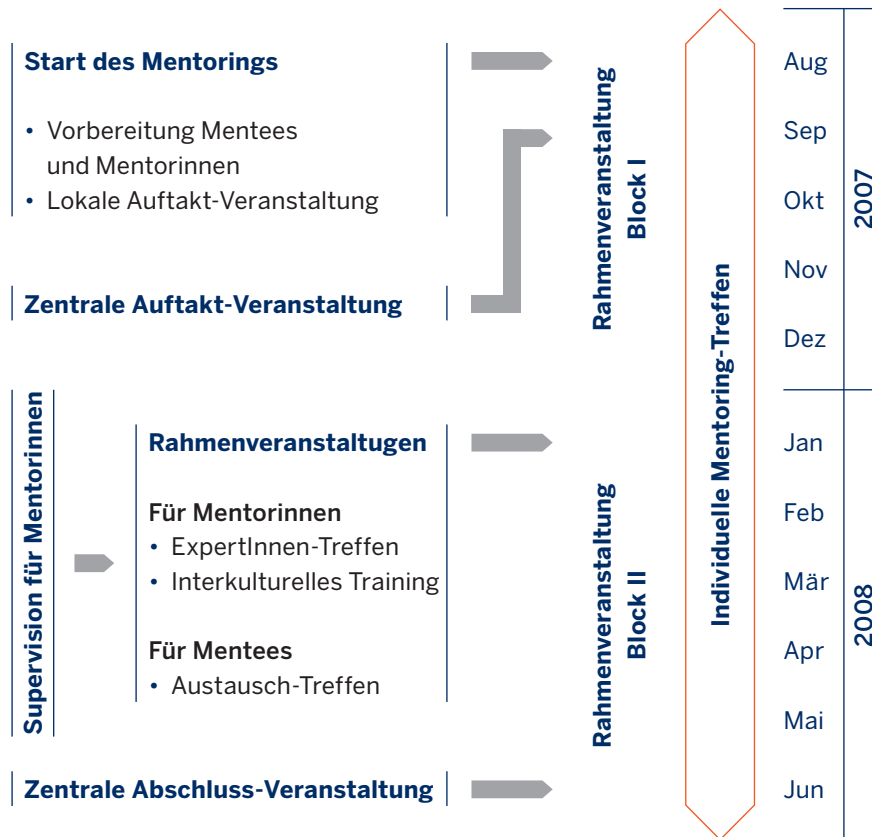 Start des Mentorings
• Vorbereitung Mentees
und Mentorinnen
• Lokale Auftakt-Veranstaltung
Zentrale Auftakt-Veranstaltung
Supervision für Mentorinnen
Rahmenveranstaltugen
Für Mentorinnen
• ExpertInnen-Treffen
• Interkulturelles Training
Für Mentees
• Austausch-Treffen
Zentrale Abschluss-Veranstaltung
Rahmenveranstaltung
Block I
Rahmenveranstaltung
Block II
Individuelle Mentoring-Treffen
Aug
Sep
Okt
Nov
Dez
2007
Jan
Feb
Mär
Apr
Mai
Jun
2008